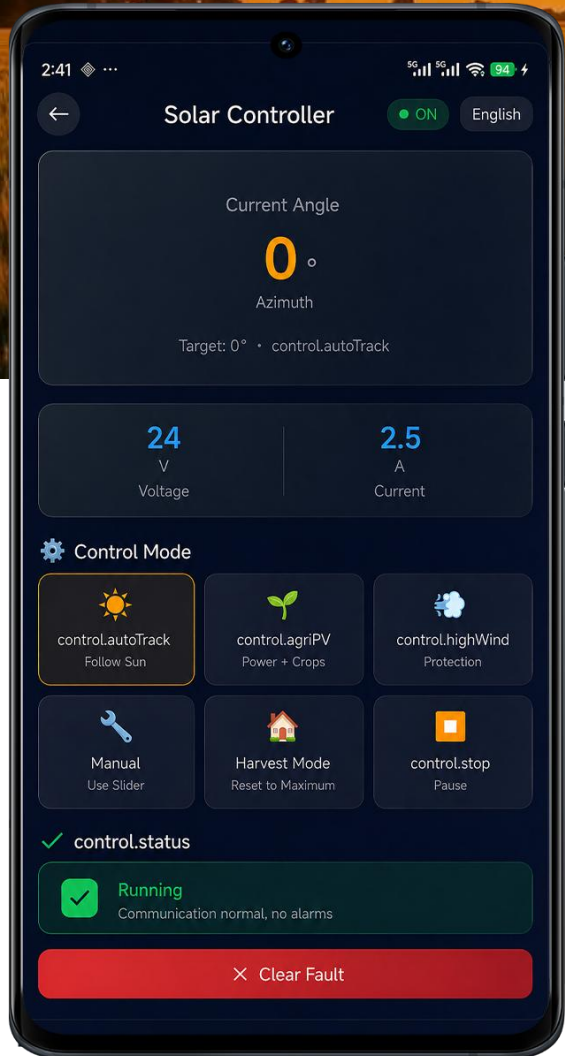 2:41 ...
5G 5G 94
Solar Controller
ON
English
Current Angle
0 °
Azimuth
Target: 0° • control.autoTrack
24
V
Voltage
2.5
A
Current
Control Mode
control.autoTrack
Follow Sun
control.agriPV
Power + Crops
control.highWind
Protection
Manual
Use Slider
Harvest Mode
Reset to Maximum
control.stop
Pause
control.status
Running
Communication normal, no alarms
Clear Fault